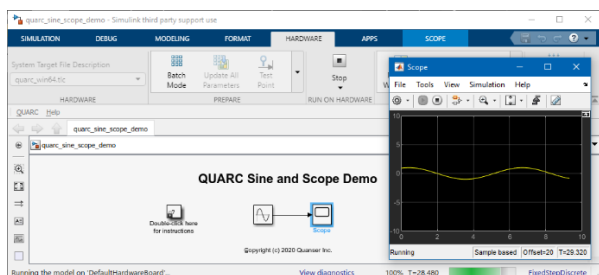 quarc_sine_scope_demo - Simulink third party support use
SIMULATION DEBUG MODELING FORMAT HARDWARE APPS SCOPE
System Target File Description
quarc_win64.tlc
Batch Mode
Update All Parameters
Test Point
Stop
HARDWARE PREPARE RUN ON HARDWARE
QUARC Help
quarc_sine_scope_demo
quarc_sine_scope_demo
QUARC Sine and Scope Demo
Double-click here
for instructions
Scope
Copyright (c) 2020 Quanser Inc.
Running the model on 'DefaultHardwareBoard'... View diagnostics 100% T=28.480 FixedStepDiscrete
Scope
File Tools View Simulation Help
10
5
0
-5
-10
0 2 4 6 8 10
Running Sample based Offset=20 T=29.320